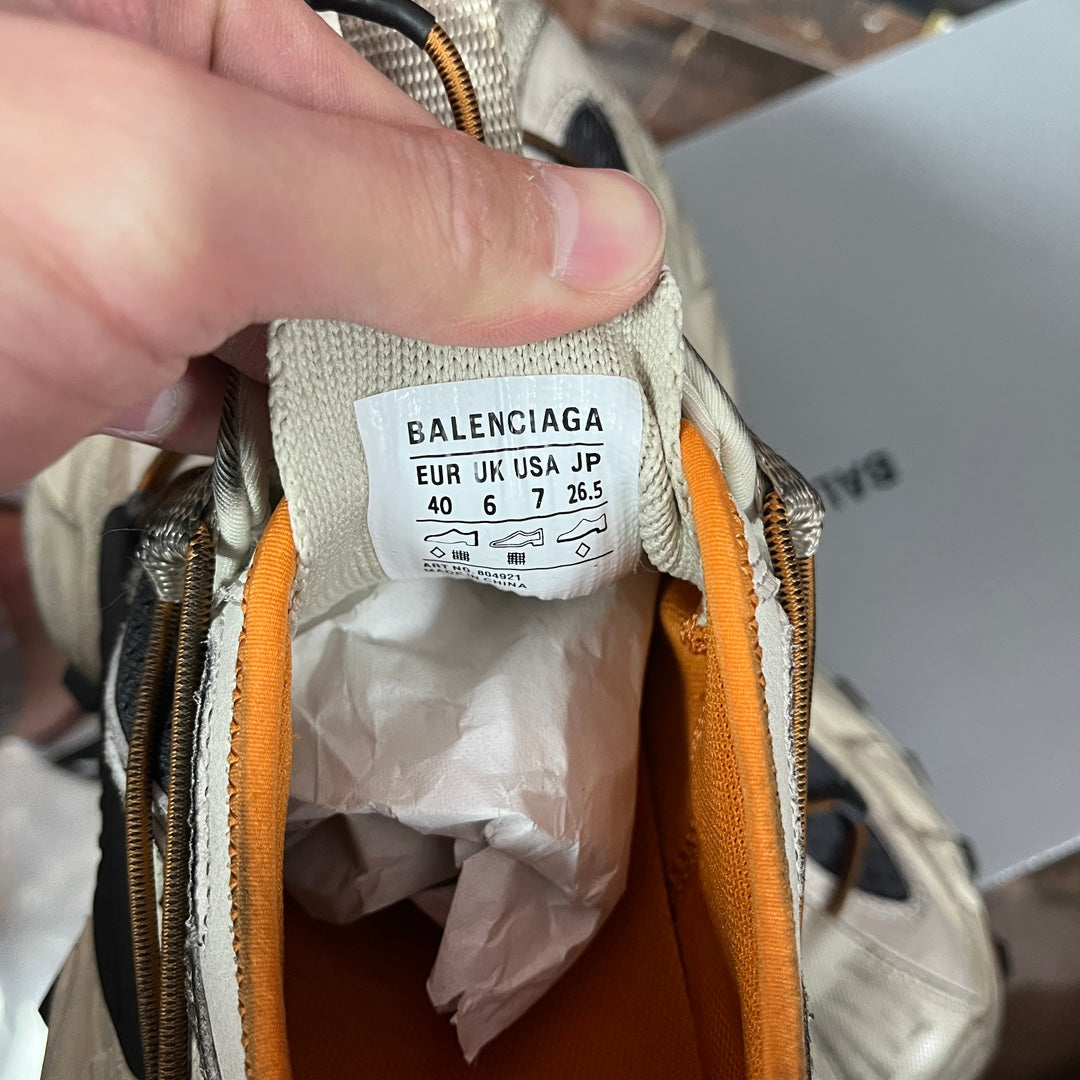 BALENCIAGA
EUR UK USA JP
40 6 7 26.5
ART NO. 804921
MADE IN CHINA